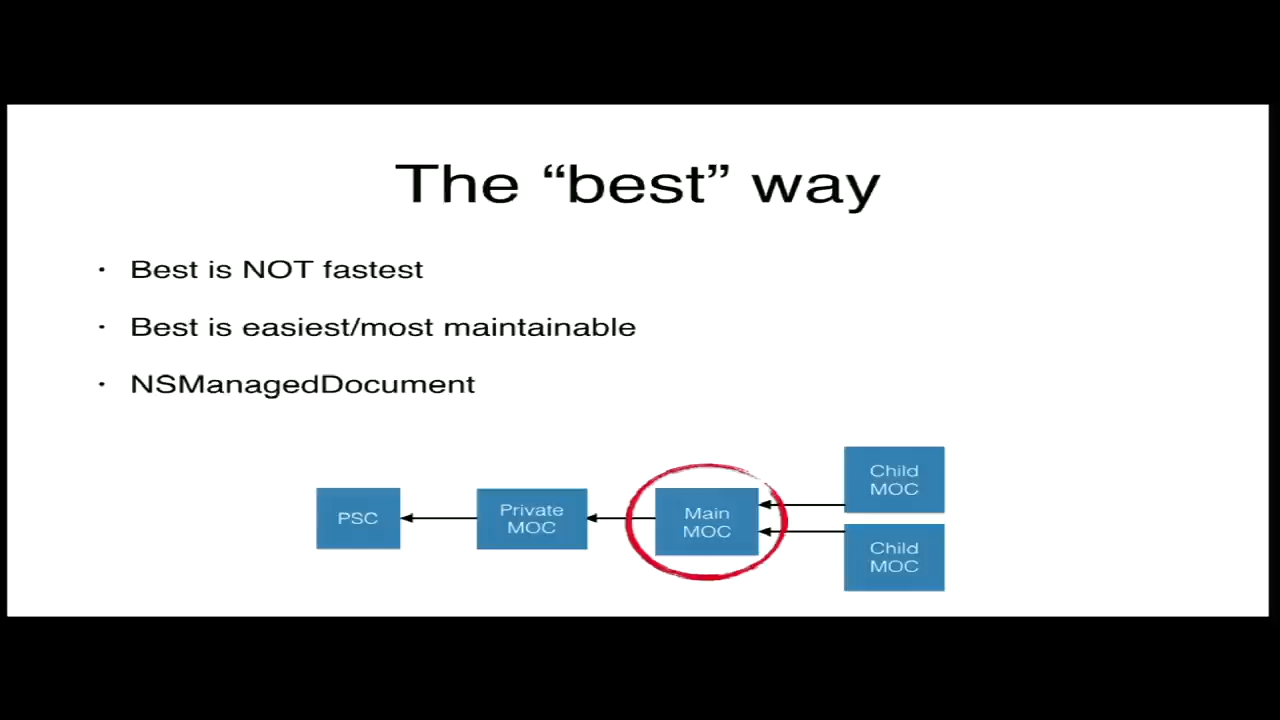 The “best” way
· Best is NOT fastest
· Best is easiest/most maintainable
· NSManagedDocument
PSC
Private
MOC
Main
MOC
Child
MOC
Child
MOC